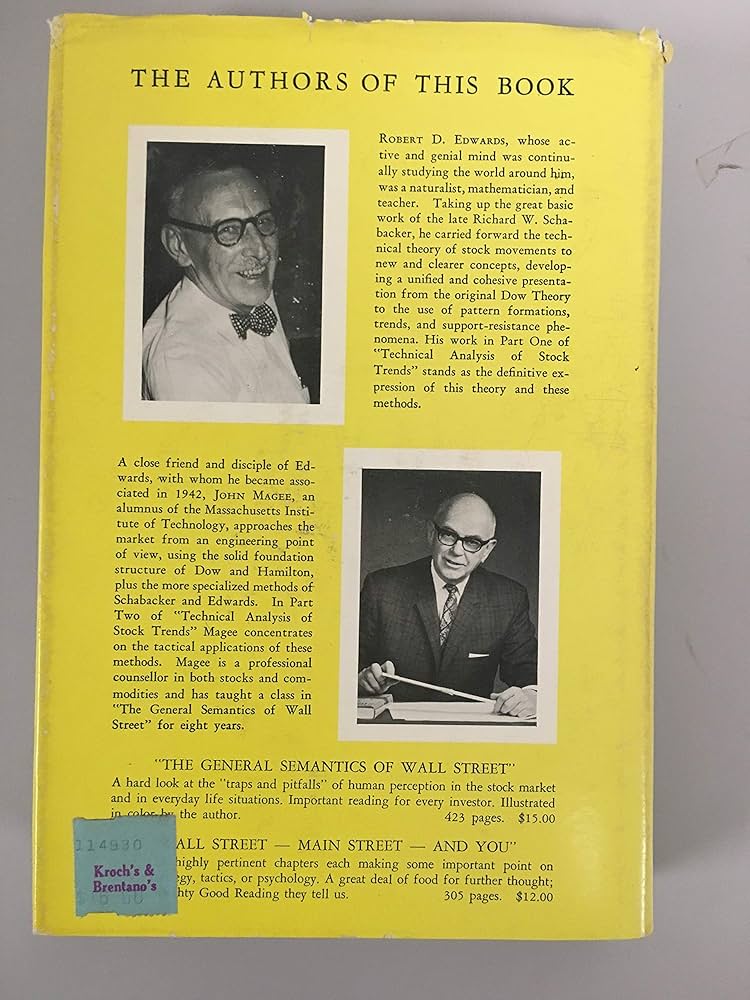 THE AUTHORS OF THIS BOOK
ROBERT D. EDWARDS, whose ac-
tive and genial mind was continu-
ally studying the world around him,
was a naturalist, mathematician, and
teacher. Taking up the great basic
work of the late Richard W. Scha-
backer, he carried forward the tech-
nical theory of stock movements to
new and clearer concepts, develop-
ing a unified and cohesive presenta-
tion from the original Dow Theory
to the use of pattern formations,
trends, and support-resistance phe-
nomena. His work in Part One of
"Technical Analysis of Stock
Trends" stands as the definitive ex-
pression of this theory and these
methods.
A close friend and disciple of Ed-
wards, with whom he became asso-
ciated in 1942, JOHN MAGEE, an
alumnus of the Massachusetts Insti-
tute of Technology, approaches the
market from an engineering point
of view, using the solid foundation
structure of Dow and Hamilton,
plus the more specialized methods of
Schabacker and Edwards. In Part
Two of "Technical Analysis of
Stock Trends" Magee concentrates
on the tactical applications of these
methods. Magee is a professional
counsellor in both stocks and com-
modities and has taught a class in
"The General Semantics of Wall
Street" for eight years.
"THE GENERAL SEMANTICS OF WALL STREET"
A hard look at the "traps and pitfalls" of human perception in the stock market
and in everyday life situations. Important reading for every investor. Illustrated
in color by the author. 423 pages. $15.00
ALL STREET — MAIN STREET — AND YOU"
highly pertinent chapters each making some important point on
egy, tactics, or psychology. A great deal of food for further thought;
hty Good Reading they tell us. 305 pages. $12.00
114930
Kroch's &
Brentano's